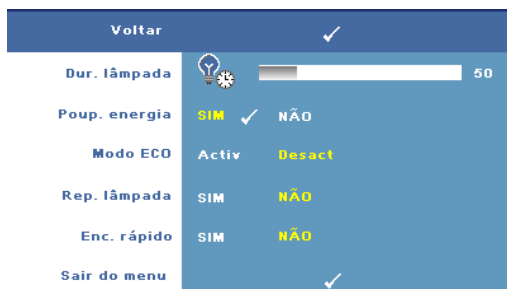 Voltar
Dur. lâmpada 50
Poup. energia SIM NÃO
Modo ECO Activ Desact
Rep. lâmpada SIM NÃO
Enc. rápido SIM NÃO
Sair do menu